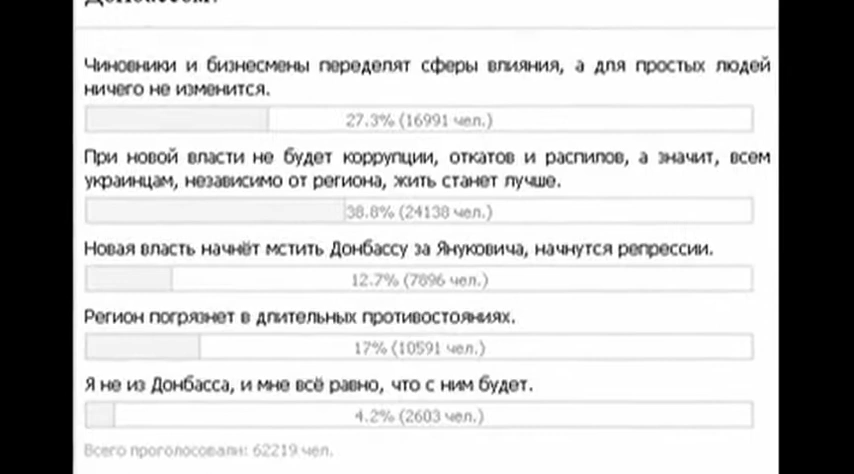 Донбассом?
Чиновники и бизнесмены переделят сферы влияния, а для простых людей
ничего не изменится.
27.3% (16991 чел.)
При новой власти не будет коррупции, откатов и распилов, а значит, всем
украинцам, независимо от региона, жить станет лучше.
38.8% (24138 чел.)
Новая власть начнёт мстить Донбассу за Януковича, начнутся репрессии.
12.7% (7896 чел.)
Регион погрязнет в длительных противостояниях.
17% (10591 чел.)
Я не из Донбасса, и мне всё равно, что с ним будет.
4.2% (2603 чел.)
Всего проголосовали: 62219 чел.